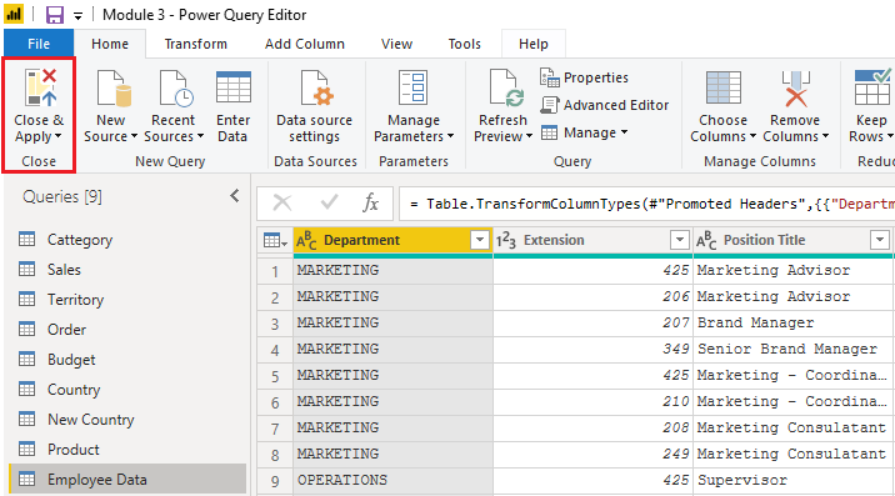 Module 3 - Power Query Editor
File Home Transform Add Column View Tools Help
Close & Apply New Source Recent Sources Enter Data Data source settings Manage Parameters Refresh Preview Properties Advanced Editor Manage Choose Columns Remove Columns Keep Rows
Close New Query Data Sources Parameters Query Manage Columns Reduc
Queries [9]
fx = Table.TransformColumnTypes(#"Promoted Headers",{{"Departm
Cattegory
Sales
Territory
Order
Budget
Country
New Country
Product
Employee Data
ABC Department 123 Extension ABC Position Title
1 MARKETING 425 Marketing Advisor
2 MARKETING 206 Marketing Advisor
3 MARKETING 207 Brand Manager
4 MARKETING 349 Senior Brand Manager
5 MARKETING 425 Marketing - Coordina…
6 MARKETING 210 Marketing - Coordina…
7 MARKETING 208 Marketing Consulatant
8 MARKETING 249 Marketing Consulatant
9 OPERATIONS 425 Supervisor